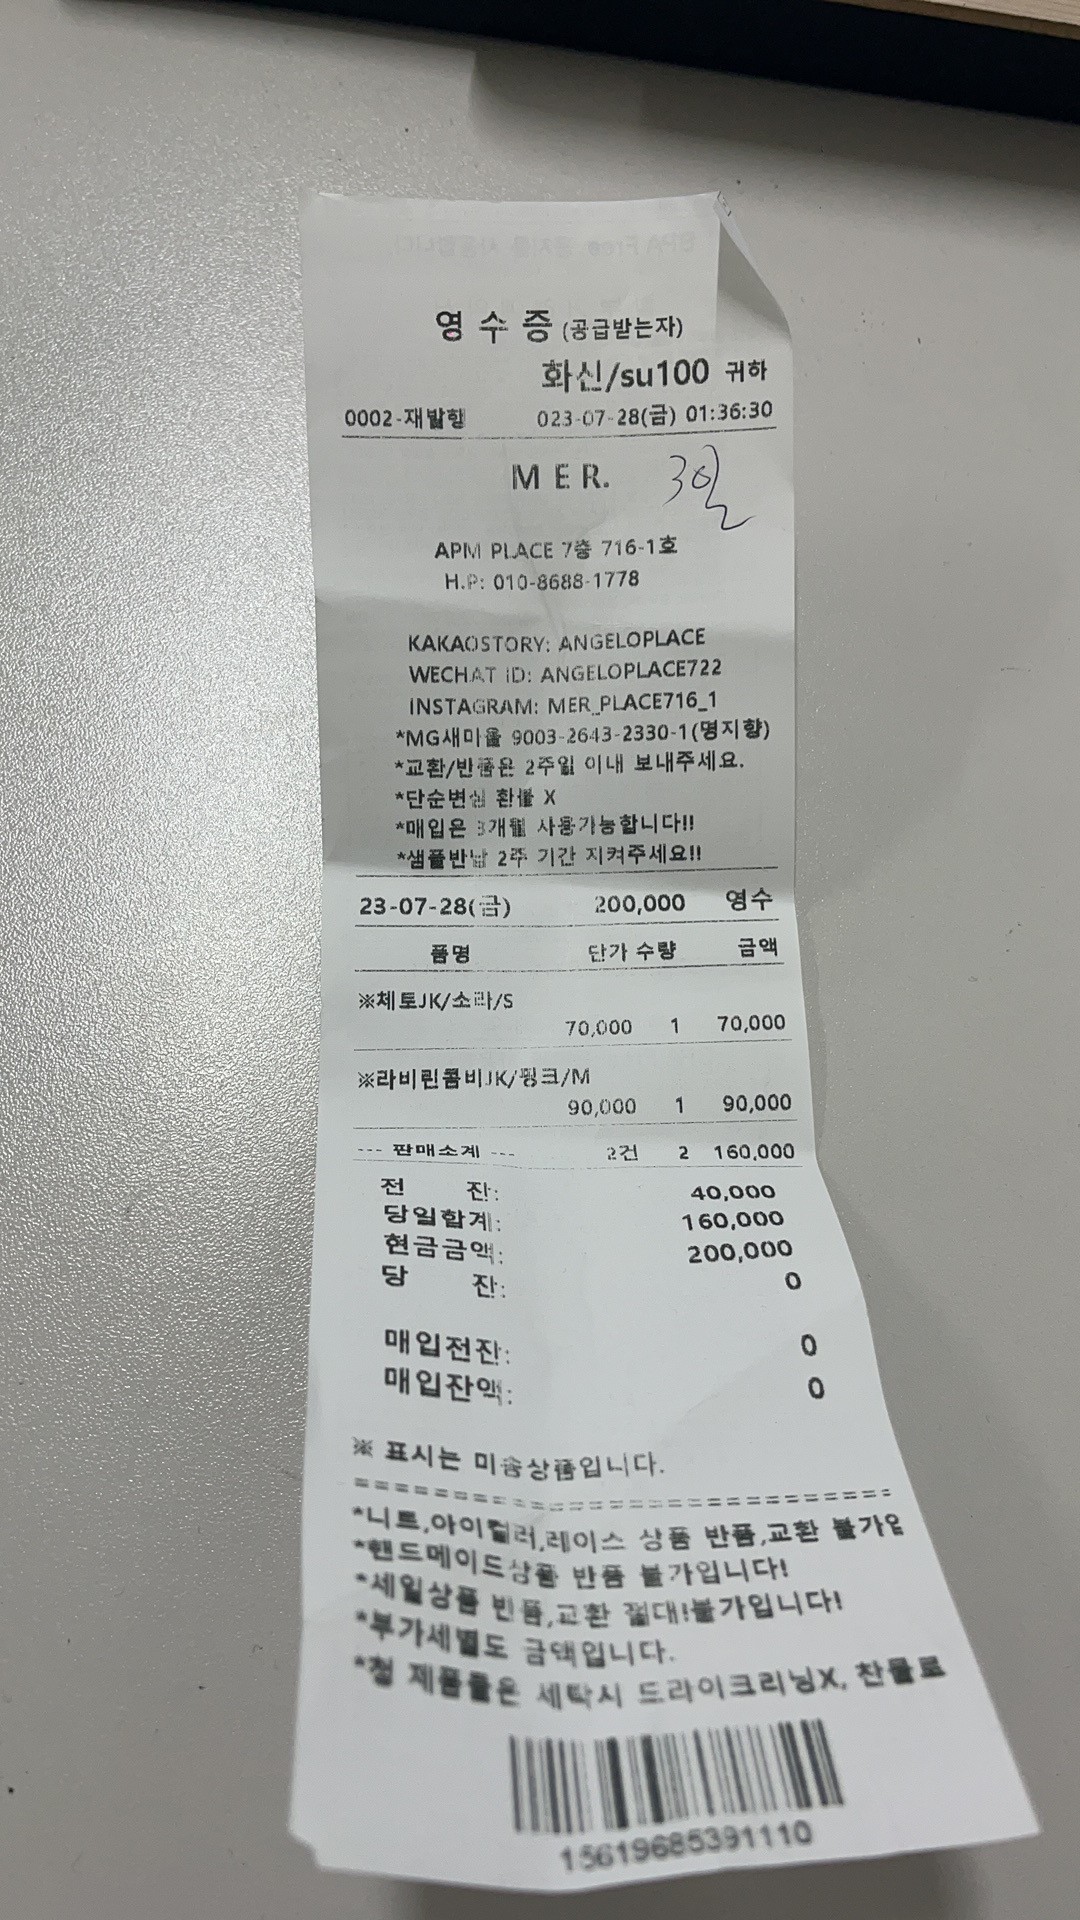 영 수 증 (공급받는자)
화신/su100 귀하
0002-재발행 023-07-28(금) 01:36:30
M E R. 3일
APM PLACE 7층 716-1호
H.P: 010-8688-1778
KAKAOSTORY: ANGELOPLACE
WECHAT ID: ANGELOPLACE722
INSTAGRAM: MER_PLACE716_1
*MG새마을 9003-2643-2330-1(명지향)
*교환/반품은 2주일 이내 보내주세요.
*단순변심 환불 X
*매입은 3개월 사용가능합니다!!
*샘플반납 2주 기간 지켜주세요!!
23-07-28(금) 200,000 영수
품명 단가 수량 금액
※체토JK/소라/S
70,000 1 70,000
※라비린콤비JK/핑크/M
90,000 1 90,000
--- 판매소계 --- 2건 2 160,000
전 잔: 40,000
당일합계: 160,000
현금금액: 200,000
당 잔: 0
매입전잔: 0
매입잔액: 0
※ 표시는 미송상품입니다.
================================
*니트,아이컬러,레이스 상품 반품,교환 불가입
*핸드메이드상품 반품 불가입니다!
*세일상품 반품,교환 절대!불가입니다!
*부가세별도 금액입니다.
*청 제품들은 세탁시 드라이크리닝X, 찬물로
15619685391110